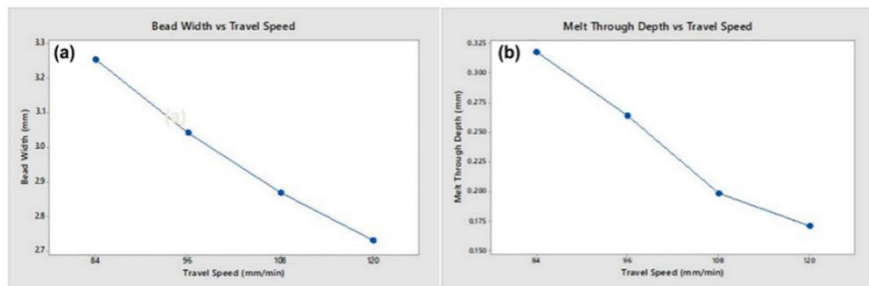 Bead Width vs Travel Speed
(a)
3.3
3.2
3.1
3.0
2.9
2.8
2.7
Bead Width (mm)
(a)
84
96
108
120
Travel Speed (mm/min)
Melt Through Depth vs Travel Speed
(b)
0.325
0.300
0.275
0.250
0.225
0.200
0.175
0.150
Melt Through Depth (mm)
84
96
108
120
Travel Speed (mm/min)